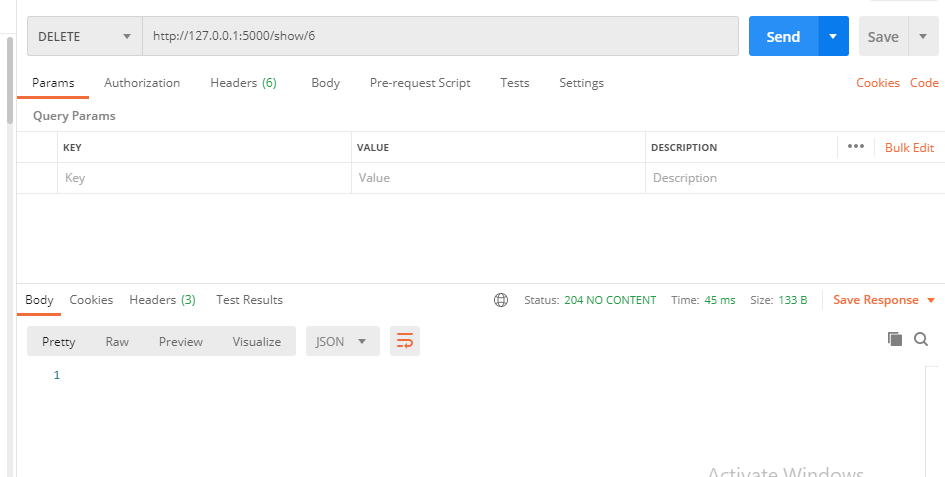 DELETE http://127.0.0.1:5000/show/6 Send Save
Params Authorization Headers (6) Body Pre-request Script Tests Settings Cookies Code
Query Params
KEY VALUE DESCRIPTION ••• Bulk Edit
Key Value Description
Body Cookies Headers (3) Test Results Status: 204 NO CONTENT Time: 45 ms Size: 133 B Save Response
Pretty Raw Preview Visualize JSON
1
Activate Windows